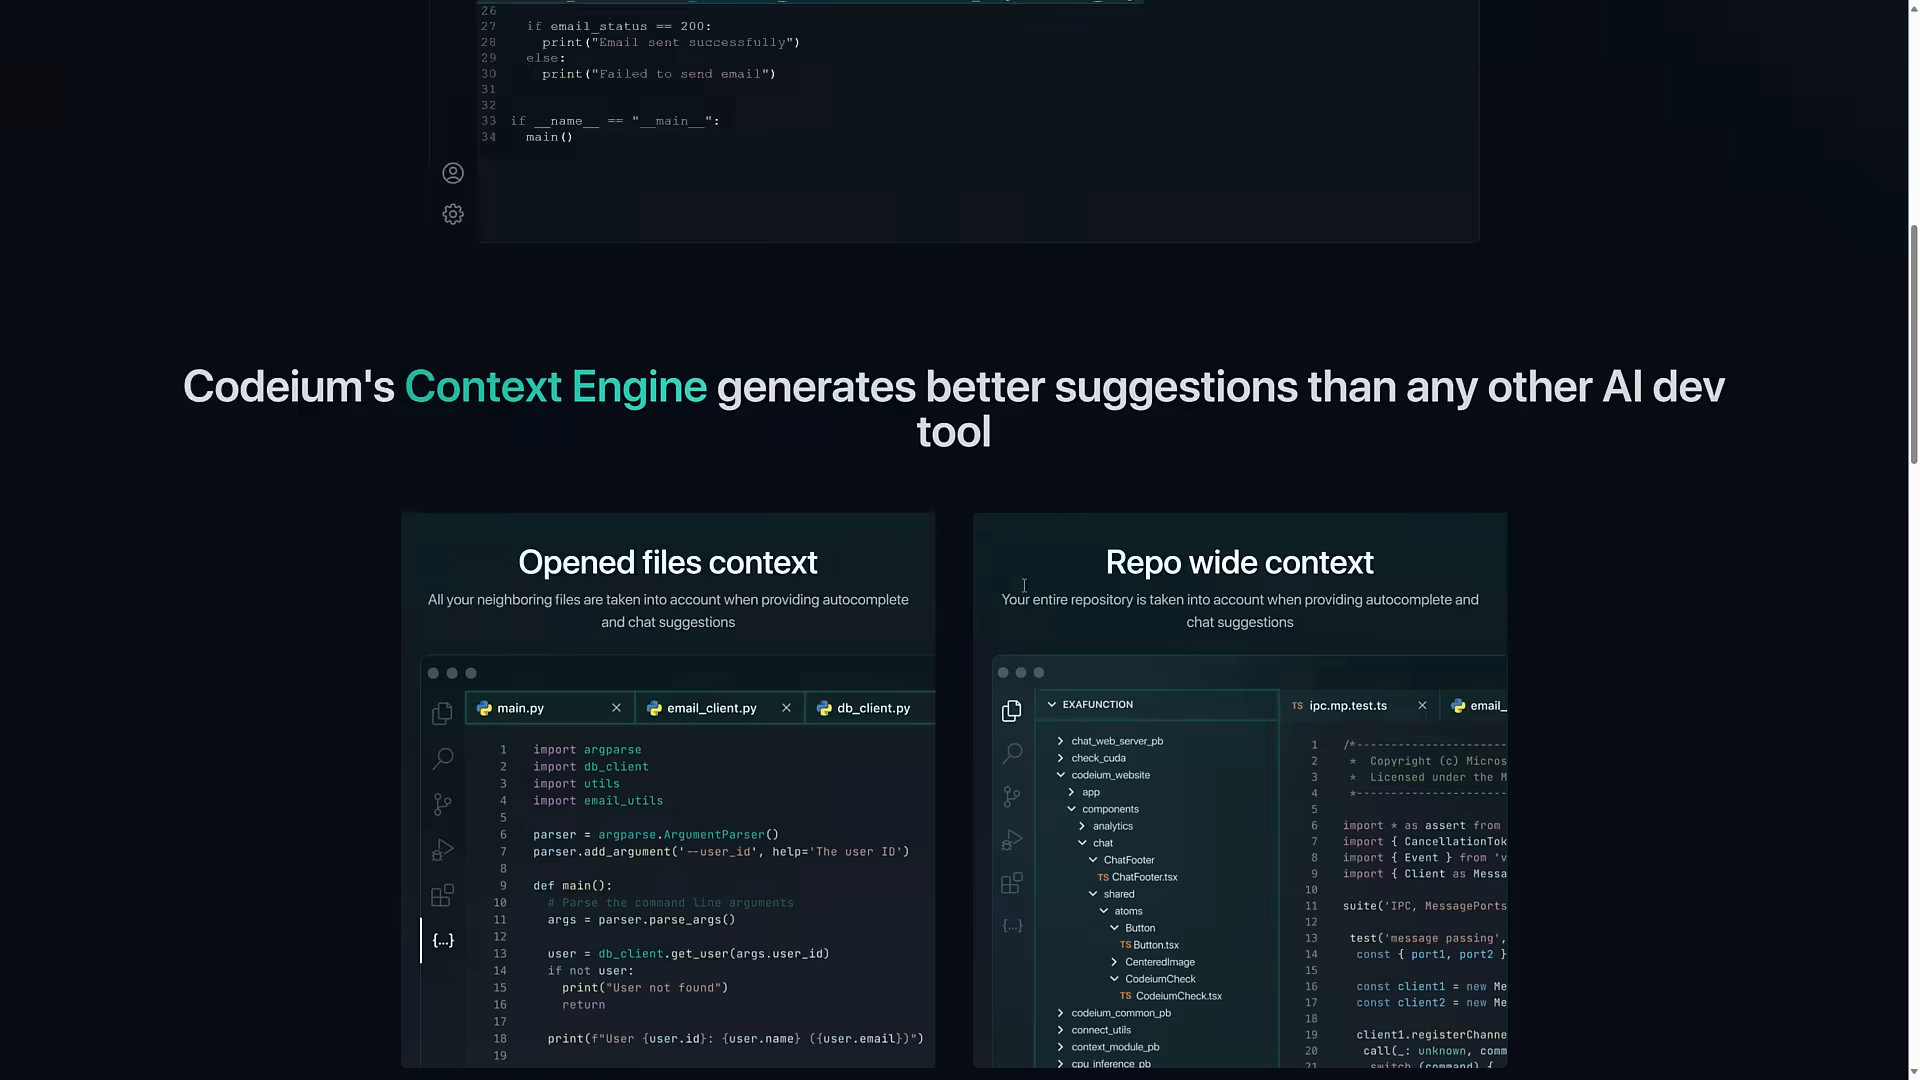 26
27 if email_status == 200:
28 print("Email sent successfully")
29 else:
30 print("Failed to send email")
31
32
33 if __name__ == "__main__":
34 main()
Codeium's Context Engine generates better suggestions than any other AI dev
tool
Opened files context
All your neighboring files are taken into account when providing autocomplete
and chat suggestions
main.py
email_client.py
db_client.py
1 import argparse
2 import db_client
3 import utils
4 import email_utils
5
6 parser = argparse.ArgumentParser()
7 parser.add_argument('--user_id', help='The user ID')
8
9 def main():
10 # Parse the command line arguments
11 args = parser.parse_args()
12
13 user = db_client.get_user(args.user_id)
14 if not user:
15 print("User not found")
16 return
17
18 print(f"User {user.id}: {user.name} ({user.email})")
19
{...}
Repo wide context
Your entire repository is taken into account when providing autocomplete and
chat suggestions
EXAFUNCTION
chat_web_server_pb
check_cuda
codeium_website
app
components
analytics
chat
ChatFooter
TS ChatFooter.tsx
shared
atoms
Button
TS Button.tsx
CenteredImage
CodeiumCheck
TS CodeiumCheck.tsx
codeium_common_pb
connect_utils
context_module_pb
cpu_inference_pb
{...}
TS ipc.mp.test.ts
email_
1 /*----------------------
2 * Copyright (c) Micros
3 * Licensed under the M
4 *----------------------
5
6 import * as assert from
7 import { CancellationTok
8 import { Event } from 'v
9 import { Client as Messa
10
11 suite('IPC, MessagePorts
12
13 test('message passing',
14 const { port1, port2 }
15
16 const client1 = new Me
17 const client2 = new Me
18
19 client1.registerChanne
20 call(_: unknown, comm
21 switch (command) {